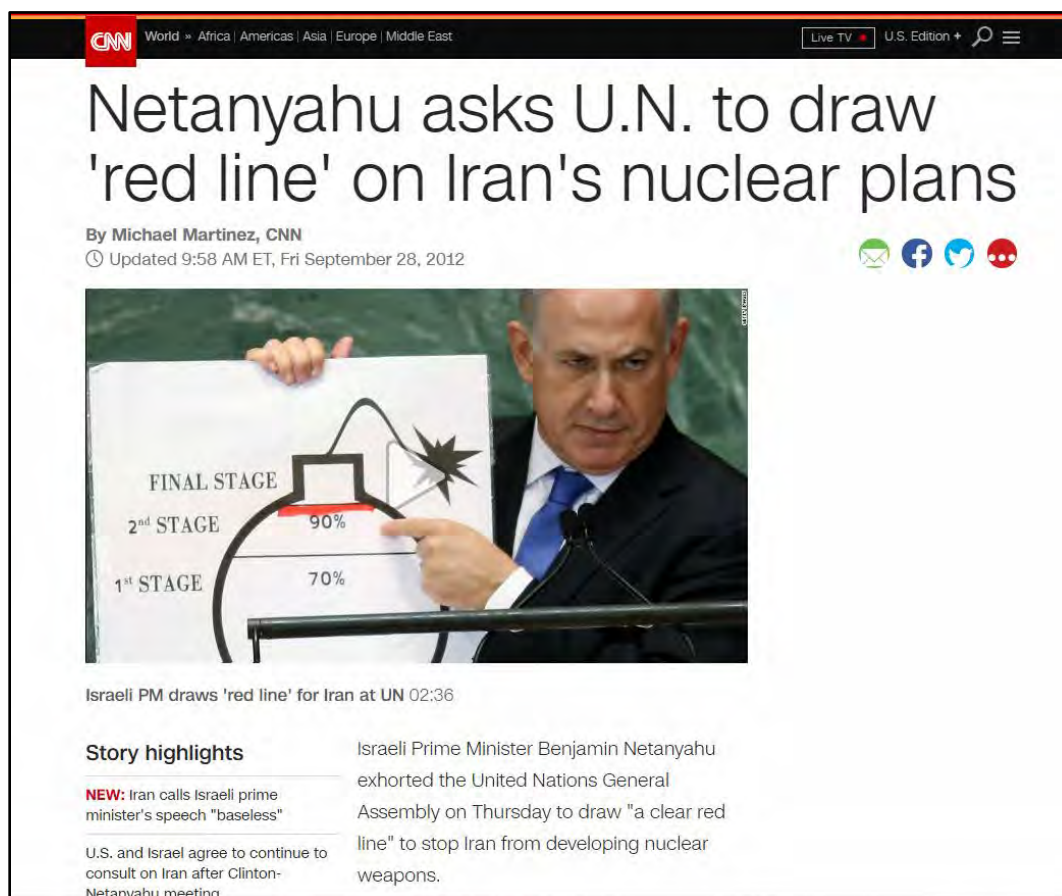 CNN World » Africa | Americas | Asia | Europe | Middle East Live TV U.S. Edition +
Netanyahu asks U.N. to draw
'red line' on Iran's nuclear plans
By Michael Martinez, CNN
Updated 9:58 AM ET, Fri September 28, 2012
FINAL STAGE
2nd STAGE 90%
1st STAGE 70%
Israeli PM draws 'red line' for Iran at UN 02:36
Story highlights
NEW: Iran calls Israeli prime
minister's speech "baseless"
U.S. and Israel agree to continue to
consult on Iran after Clinton-
Netanyahu meeting
Israeli Prime Minister Benjamin Netanyahu
exhorted the United Nations General
Assembly on Thursday to draw "a clear red
line" to stop Iran from developing nuclear
weapons.